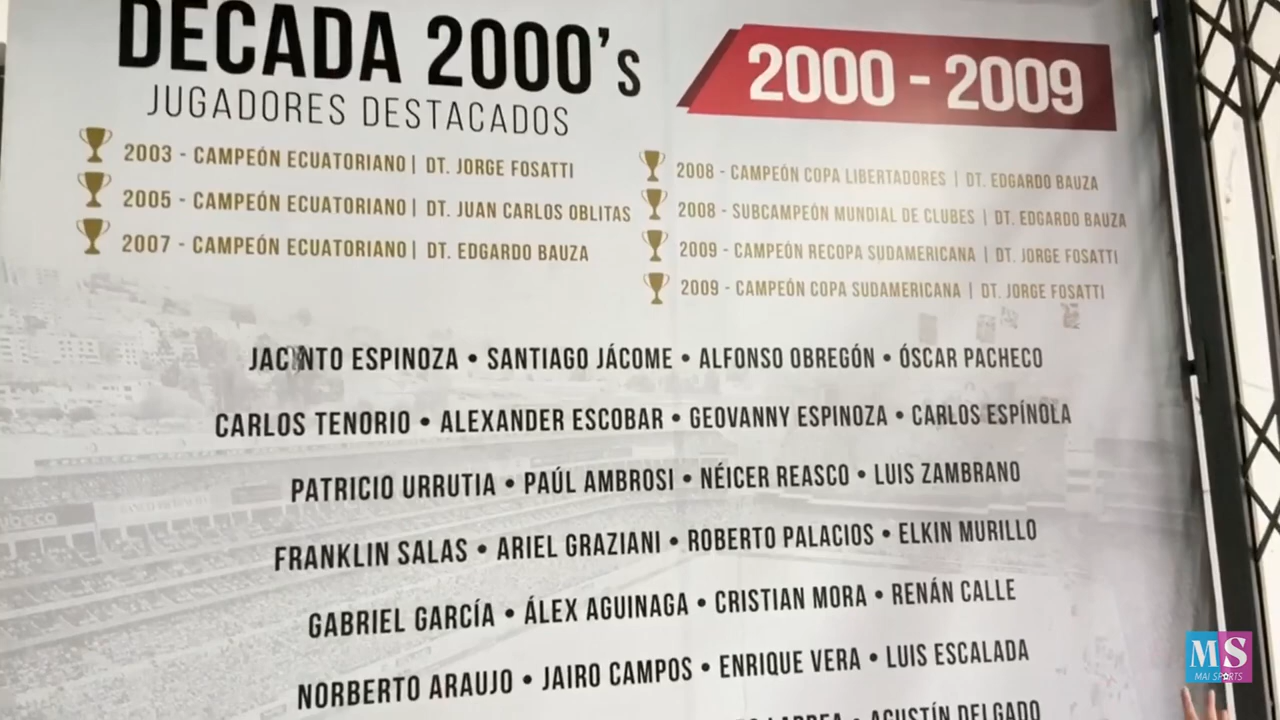 DÉCADA 2000's
2000 - 2009
JUGADORES DESTACADOS
2003 - CAMPEÓN ECUATORIANO | DT. JORGE FOSATTI
2005 - CAMPEÓN ECUATORIANO | DT. JUAN CARLOS OBLITAS
2007 - CAMPEÓN ECUATORIANO | DT. EDGARDO BAUZA
2008 - CAMPEÓN COPA LIBERTADORES | DT. EDGARDO BAUZA
2008 - SUBCAMPEÓN MUNDIAL DE CLUBES | DT. EDGARDO BAUZA
2009 - CAMPEÓN RECOPA SUDAMERICANA | DT. JORGE FOSATTI
2009 - CAMPEÓN COPA SUDAMERICANA | DT. JORGE FOSATTI
JACINTO ESPINOZA • SANTIAGO JÁCOME • ALFONSO OBREGÓN • ÓSCAR PACHECO
CARLOS TENORIO • ALEXANDER ESCOBAR • GEOVANNY ESPINOZA • CARLOS ESPÍNOLA
PATRICIO URRUTIA • PAÚL AMBROSI • NÉICER REASCO • LUIS ZAMBRANO
FRANKLIN SALAS • ARIEL GRAZIANI • ROBERTO PALACIOS • ELKIN MURILLO
GABRIEL GARCÍA • ÁLEX AGUINAGA • CRISTIAN MORA • RENÁN CALLE
NORBERTO ARAUJO • JAIRO CAMPOS • ENRIQUE VERA • LUIS ESCALADA
LARREA • AGUSTÍN DELGADO
MS
MAI SPORTS